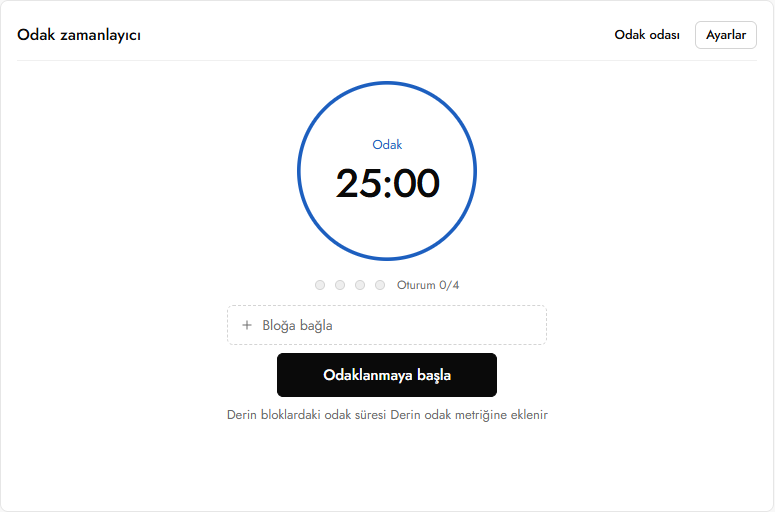 Odak zamanlayıcı
Odak odası
Ayarlar
Odak
25:00
Oturum 0/4
Bloğa bağla
Odaklanmaya başla
Derin bloklardaki odak süresi Derin odak metriğine eklenir